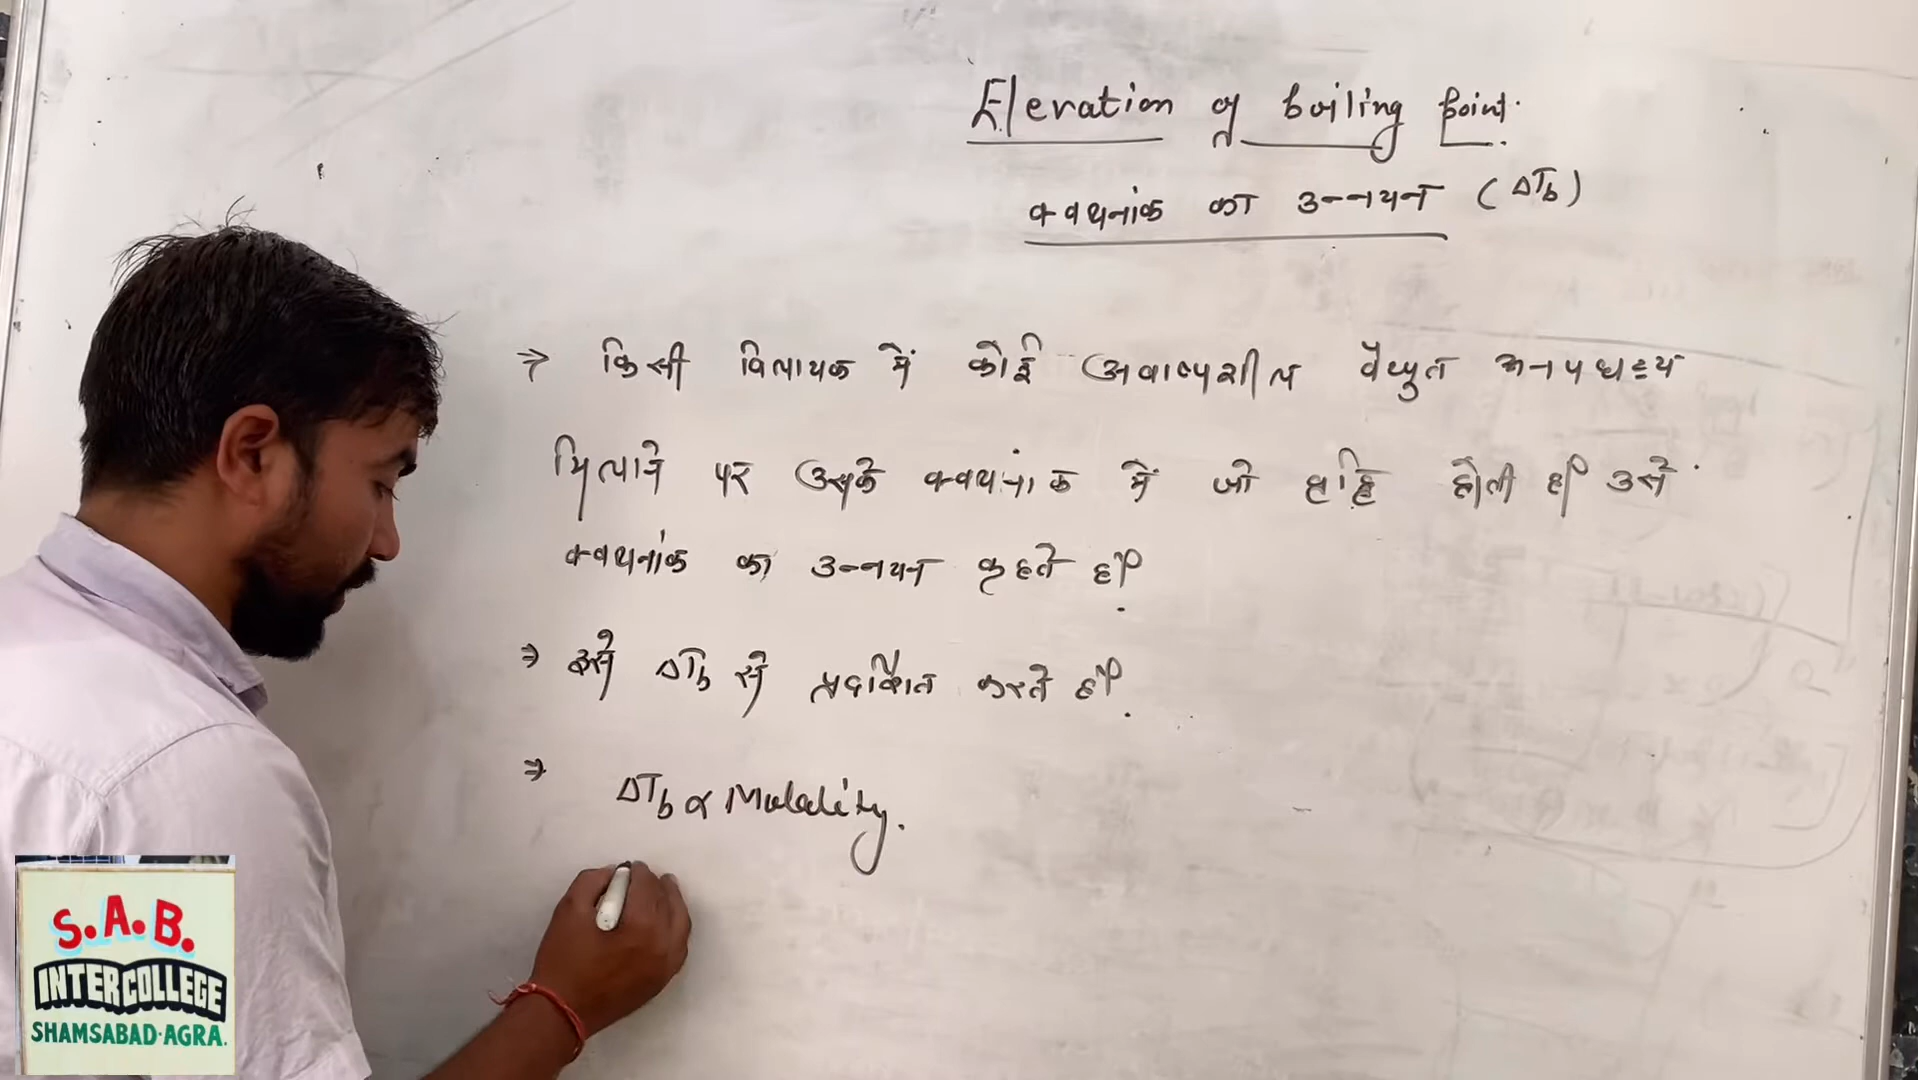 Elevation of boiling point.
क्वथनांक का उन्नयन (ΔTb)
⇒ किसी विलायक में कोई अवाष्पशील वैद्युत अनपघट्य
मिलाने पर उसके क्वथनांक में जो वृद्धि होती है उसे
क्वथनांक का उन्नयन कहते है।
⇒ इसे ΔTb से प्रदर्शित करते है।
⇒ ΔTb ∝ Molality.
S.A.B.
INTERCOLLEGE
SHAMSABAD·AGRA.